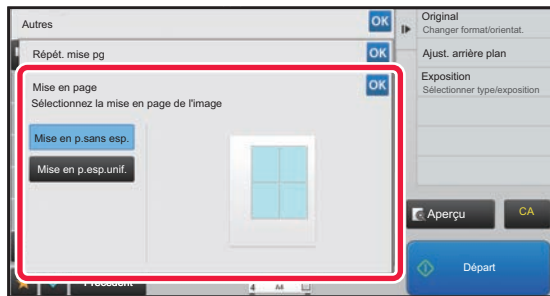 Autres
OK
Répét. mise pg
OK
Mise en page
OK
Sélectionnez la mise en page de l'image
Mise en p.sans esp.
Mise en p.esp.unif.
Original
Changer format/orientat.
Ajust. arrière plan
Exposition
Sélectionner type/exposition
Aperçu
CA
Départ
4